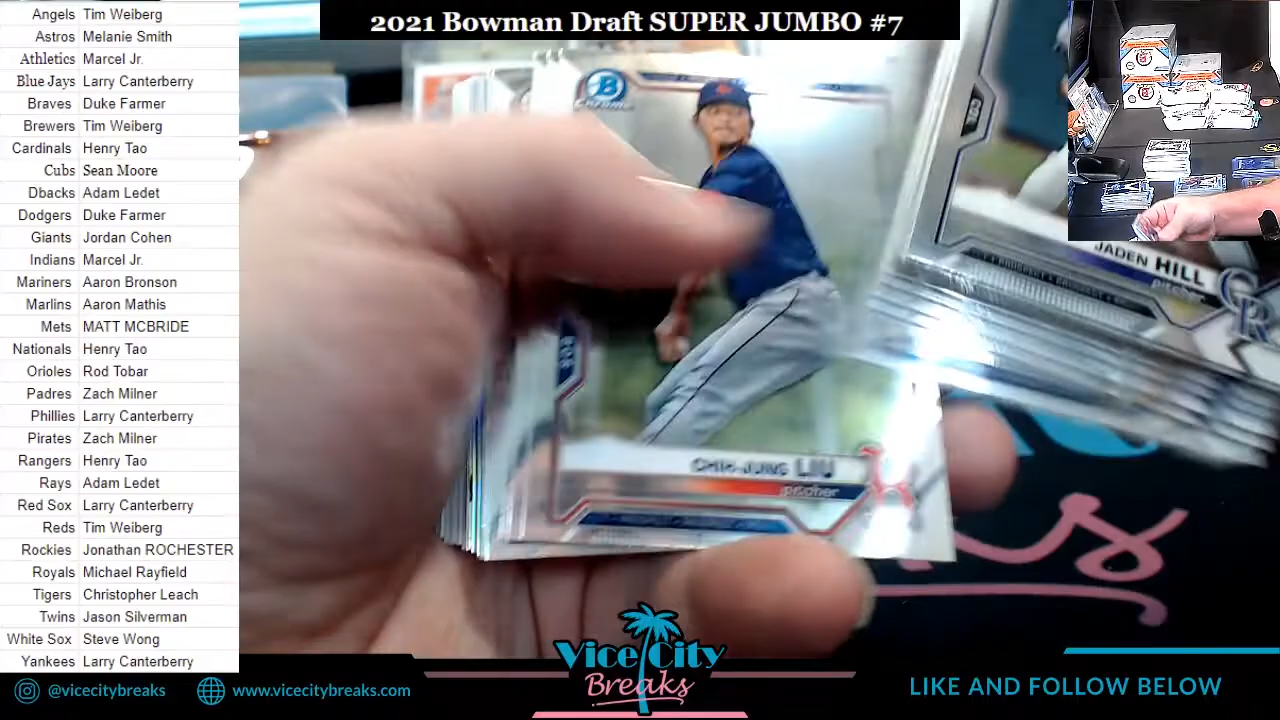 2021 Bowman Draft SUPER JUMBO #7
Angels Tim Weiberg
Astros Melanie Smith
Athletics Marcel Jr.
Blue Jays Larry Canterberry
Braves Duke Farmer
Brewers Tim Weiberg
Cardinals Henry Tao
Cubs Sean Moore
Dbacks Adam Ledet
Dodgers Duke Farmer
Giants Jordan Cohen
Indians Marcel Jr.
Mariners Aaron Bronson
Marlins Aaron Mathis
Mets MATT MCBRIDE
Nationals Henry Tao
Orioles Rod Tobar
Padres Zach Milner
Phillies Larry Canterberry
Pirates Zach Milner
Rangers Henry Tao
Rays Adam Ledet
Red Sox Larry Canterberry
Reds Tim Weiberg
Rockies Jonathan ROCHESTER
Royals Michael Rayfield
Tigers Christopher Leach
Twins Jason Silverman
White Sox Steve Wong
Yankees Larry Canterberry
B
Chrome
CHIH-JUNG LIU
pitcher
JADEN HILL
pitcher
CR
@vicecitybreaks
www.vicecitybreaks.com
Vice City
Breaks
LIKE AND FOLLOW BELOW